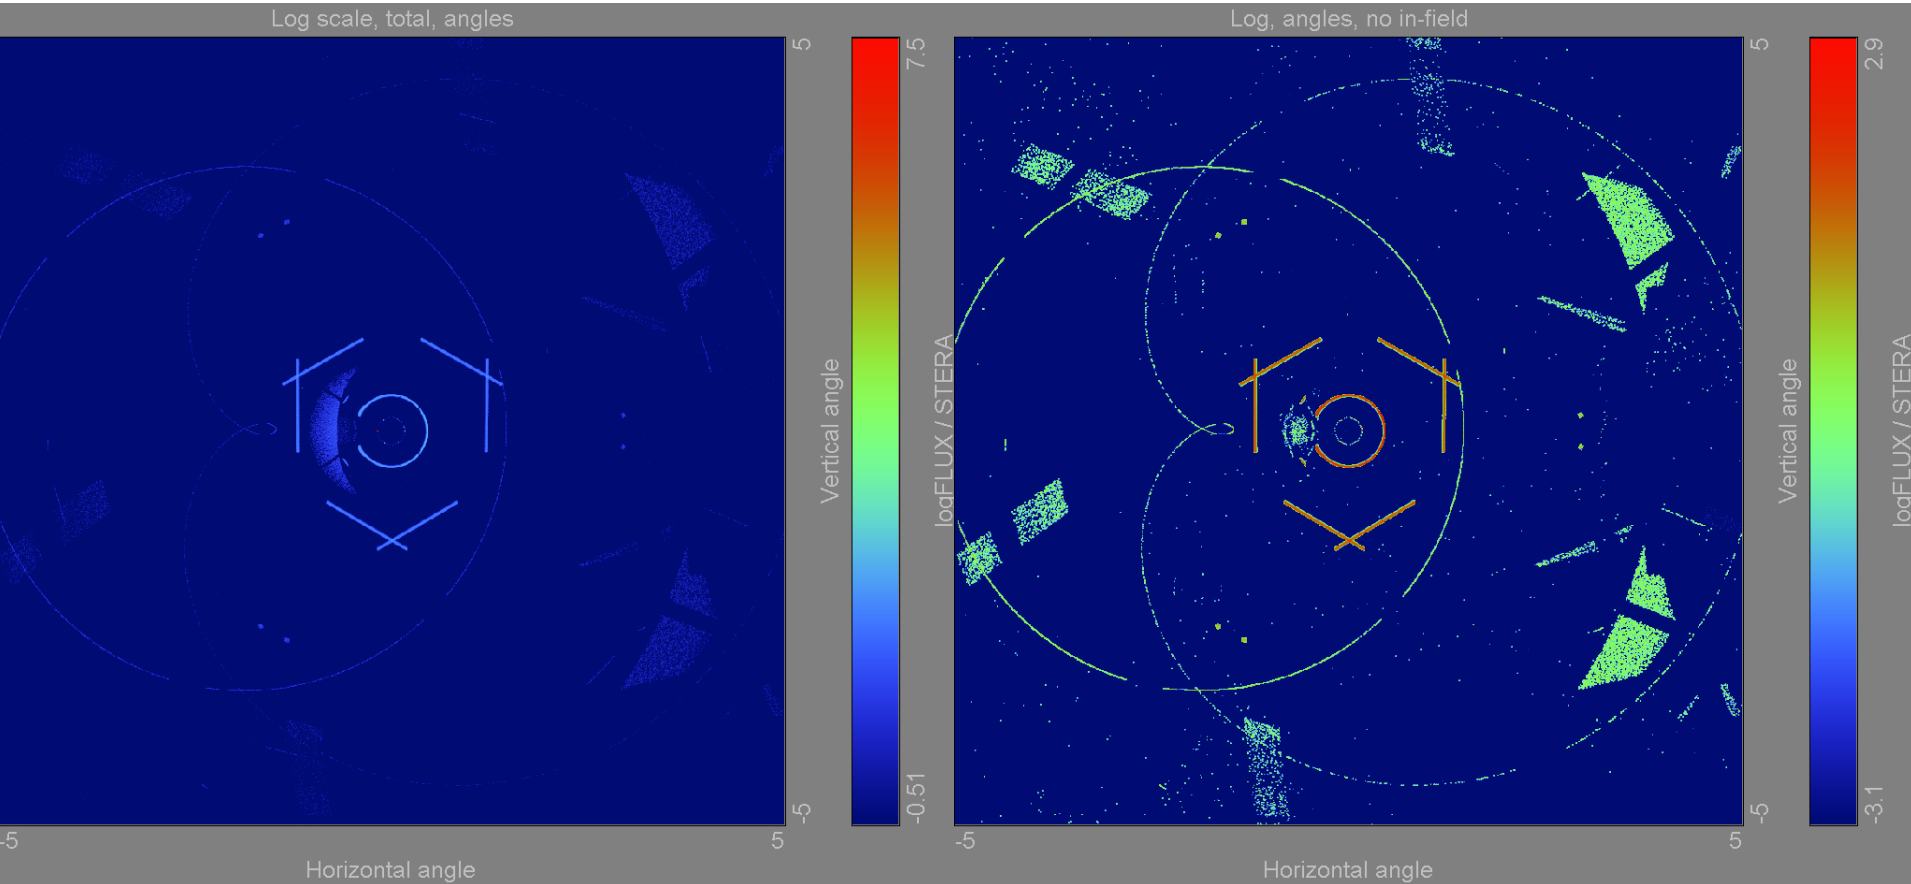 Log scale, total, angles
5
-5
-5
5
Horizontal angle
Vertical angle
7.5
-0.51
logFLUX / STERA
Log, angles, no in-field
5
-5
-5
5
Horizontal angle
Vertical angle
2.9
-3.1
logFLUX / STERA